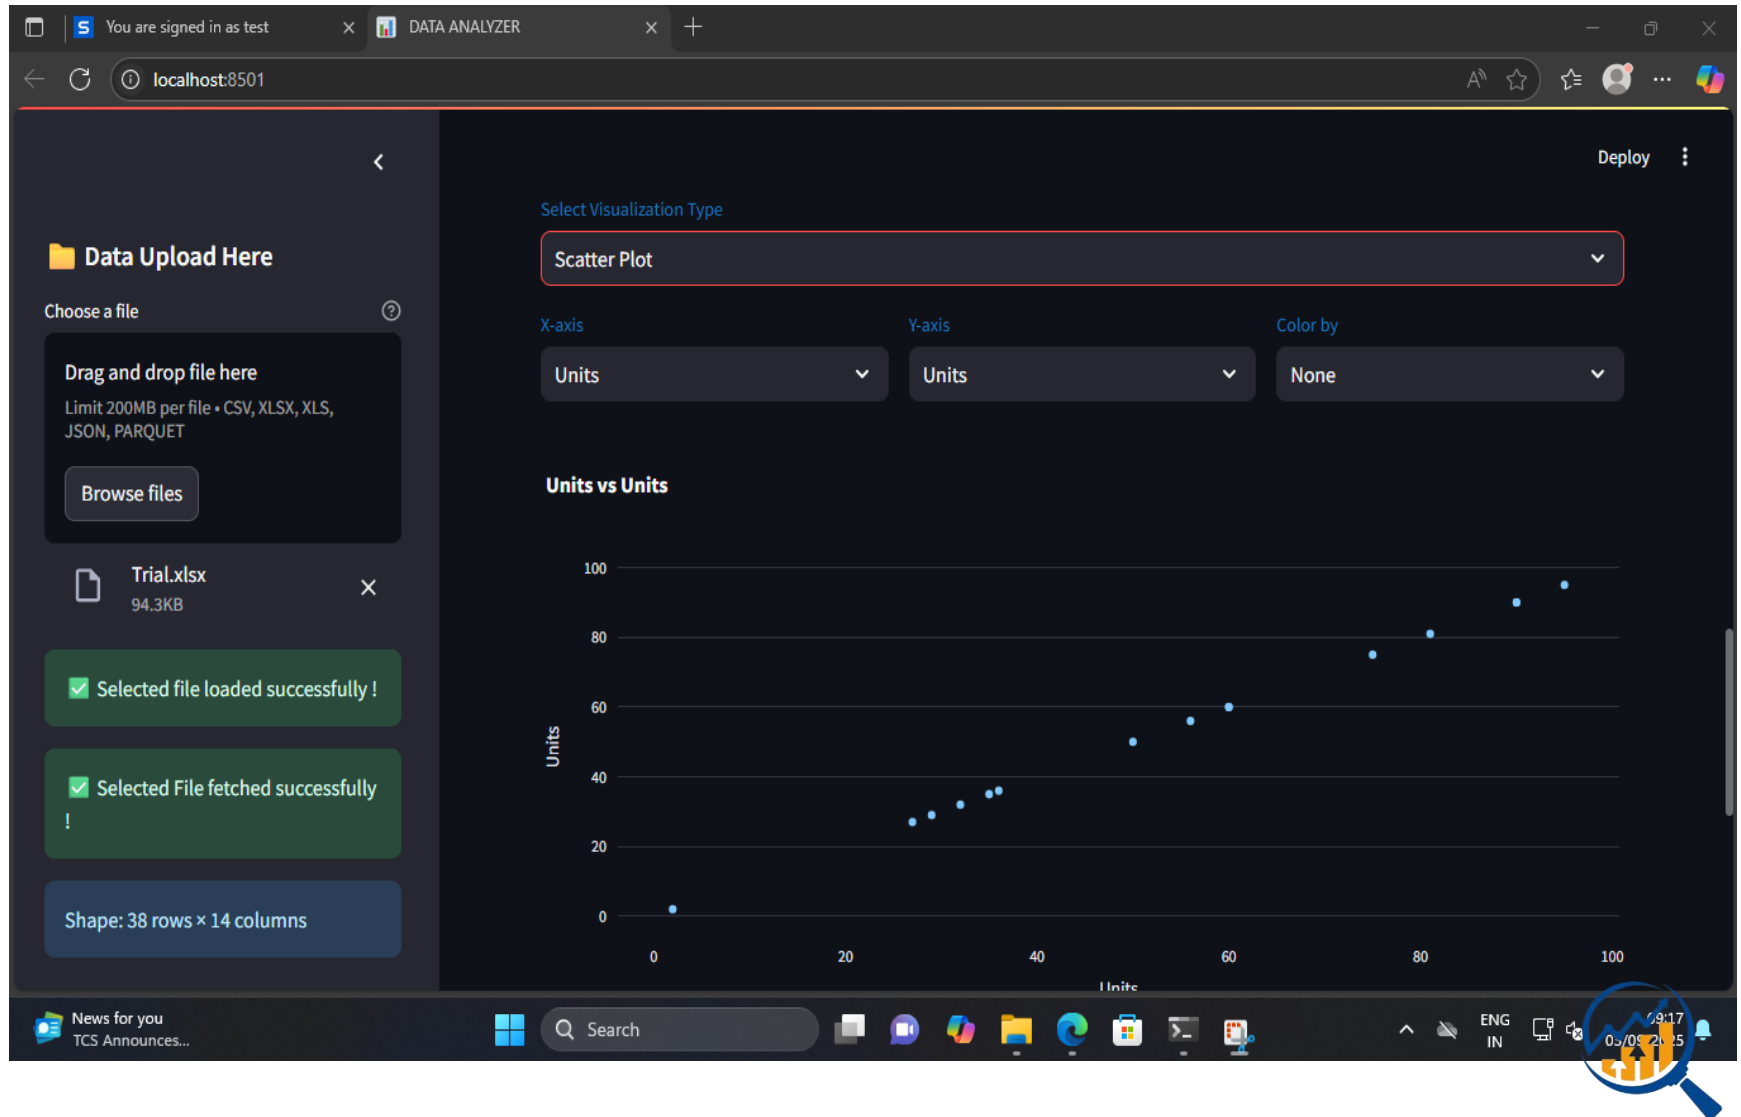 You are signed in as test
DATA ANALYZER
localhost:8501
Deploy
Data Upload Here
Choose a file
Drag and drop file here
Limit 200MB per file • CSV, XLSX, XLS,
JSON, PARQUET
Browse files
Trial.xlsx
94.3KB
Selected file loaded successfully !
Selected File fetched successfully
!
Shape: 38 rows × 14 columns
Select Visualization Type
Scatter Plot
X-axis
Y-axis
Color by
Units
Units
None
Units vs Units
100
80
60
40
20
0
Units
0
20
40
60
80
100
Units
News for you
TCS Announces...
Search
ENG
IN
09:17